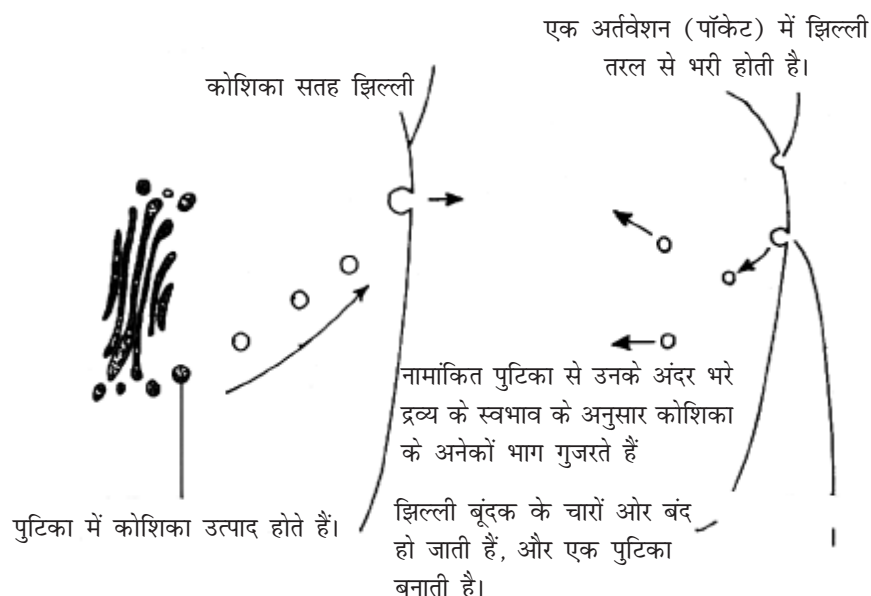 एक अर्तवेशन (पॉकेट) में झिल्ली
तरल से भरी होती है।
कोशिका सतह झिल्ली
नामांकित पुटिका से उनके अंदर भरे
द्रव्य के स्वभाव के अनुसार कोशिका
के अनेकों भाग गुजरते हैं
पुटिका में कोशिका उत्पाद होते हैं।
झिल्ली बूंदक के चारों ओर बंद
हो जाती हैं, और एक पुटिका
बनाती है।